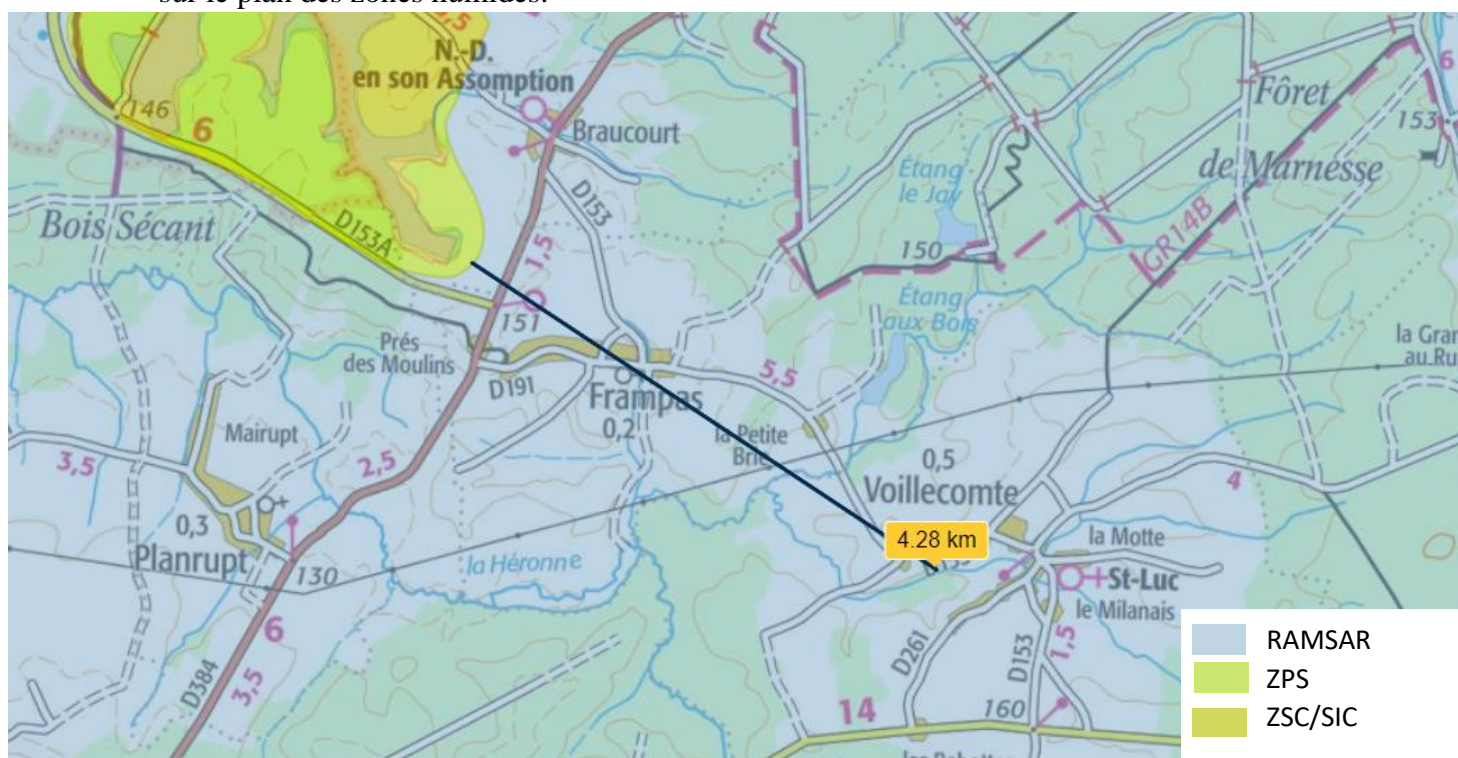 sur le plan des zones humides.
3,5
N.-D.
en son Assomption
146
6
Braucourt
Fôret
153
6
de Marnesse
Étang
le Jay
Bois Sécant
D153A
D153
1,5
150
GR14B
151
Étang
aux Bois
Prés
des Moulins
la Gran
au Ru
D191
5,5
Frampas
0,2
Mairupt
la Petite
Brie
3,5
2,5
0,5
Voillecomte
4
0,3
Planrupt
130
la Héronne
4.28 km
la Motte
St-Luc
le Milanais
6
D384
3,5
D261
D153
1,5
14
160
RAMSAR
ZPS
ZSC/SIC